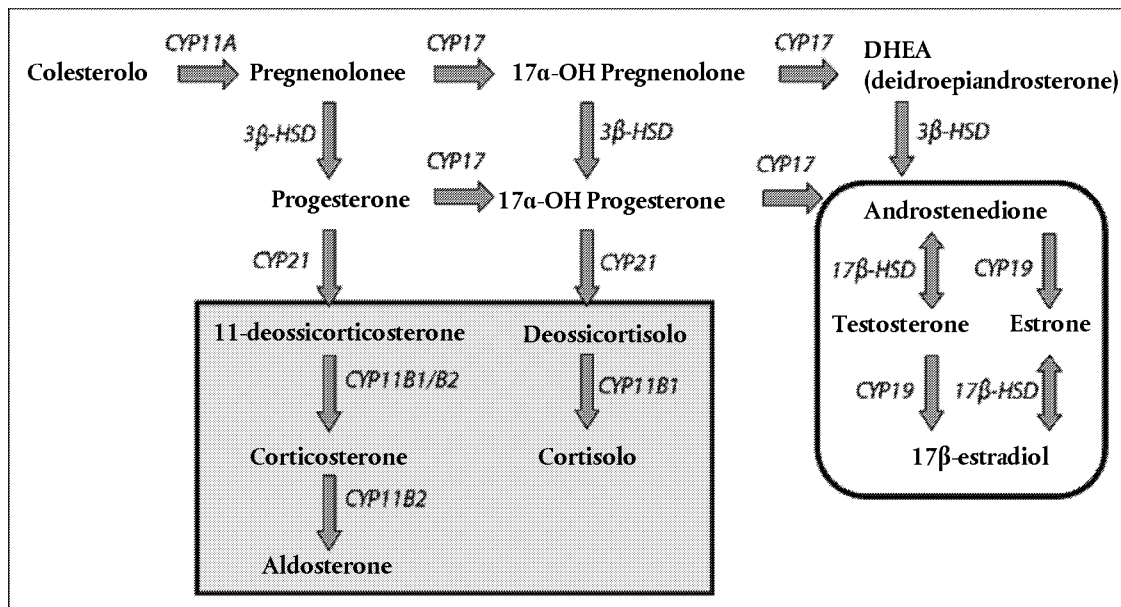 CYP11A
CYP17
CYP17
DHEA
Colesterolo
Pregnenolonee
17α-OH Pregnenolone
(deidroepiandrosterone)
3β-HSD
3β-HSD
3β-HSD
CYP17
CYP17
Progesterone
17α-OH Progesterone
Androstenedione
CYP21
CYP21
17β-HSD
CYP19
11-deossicorticosterone
Deossicortisolo
Testosterone
Estrone
CYP11B1/B2
CYP11B1
CYP19
17β-HSD
Corticosterone
Cortisolo
17β-estradiol
CYP11B2
Aldosterone